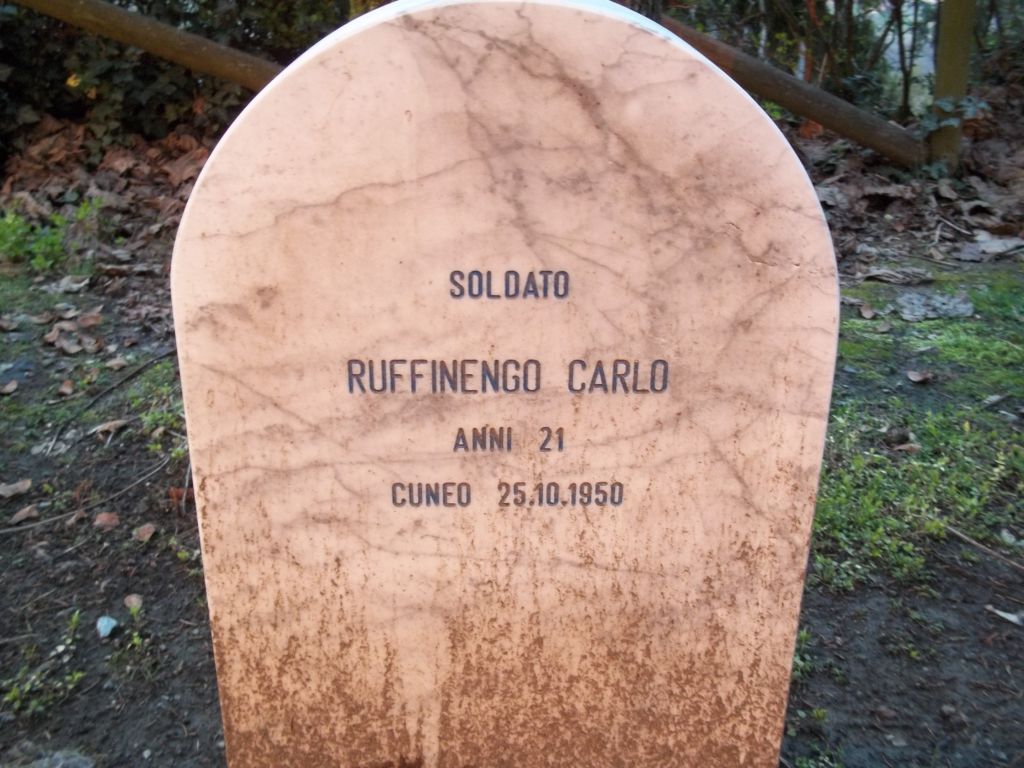 SOLDATO
RUFFINENGO CARLO
ANNI 21
CUNEO 25.10.1950